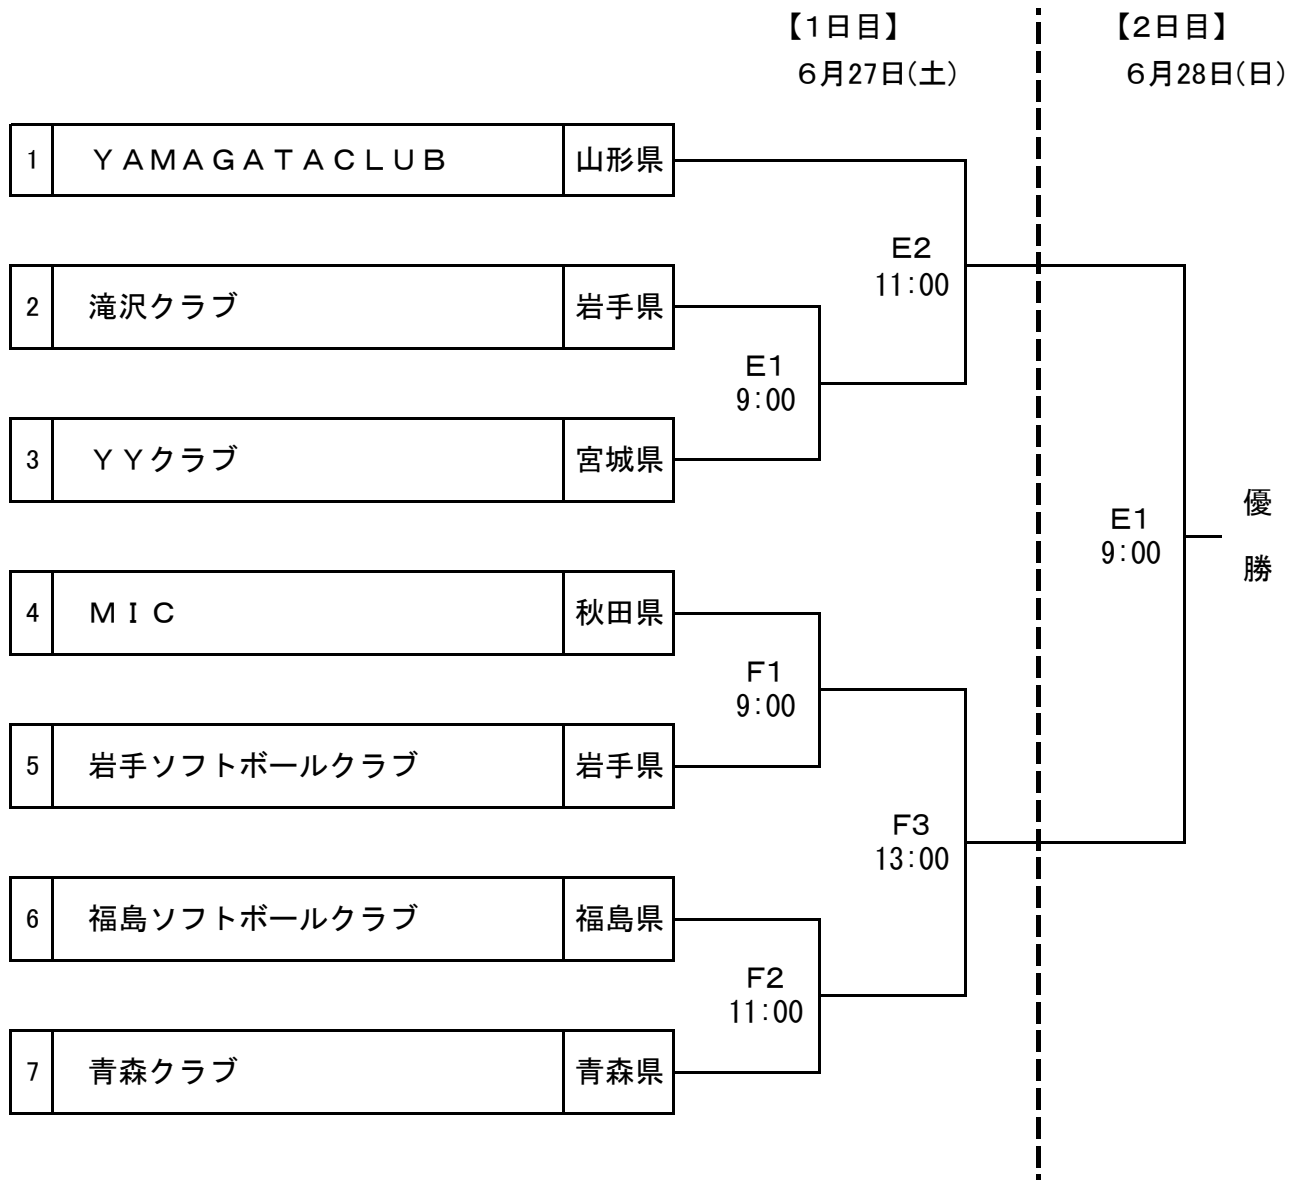 【１日目】 【２日目】
６月27日(土) ６月28日(日)
1 ＹＡＭＡＧＡＴＡＣＬＵＢ 山形県
E2
11:00
2 滝沢クラブ 岩手県
E1
9:00
3 ＹＹクラブ 宮城県
E1
9:00
優
勝
4 ＭＩＣ 秋田県
F1
9:00
5 岩手ソフトボールクラブ 岩手県
F3
13:00
6 福島ソフトボールクラブ 福島県
F2
11:00
7 青森クラブ 青森県